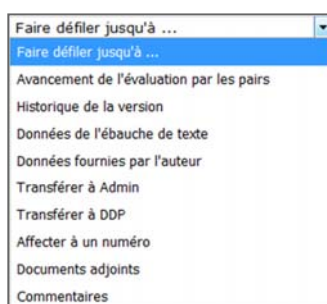 Faire défiler jusqu'à ...
Faire défiler jusqu'à ...
Avancement de l'évaluation par les pairs
Historique de la version
Données de l'ébauche de texte
Données fournies par l'auteur
Transférer à Admin
Transférer à DDP
Affecter à un numéro
Documents adjoints
Commentaires